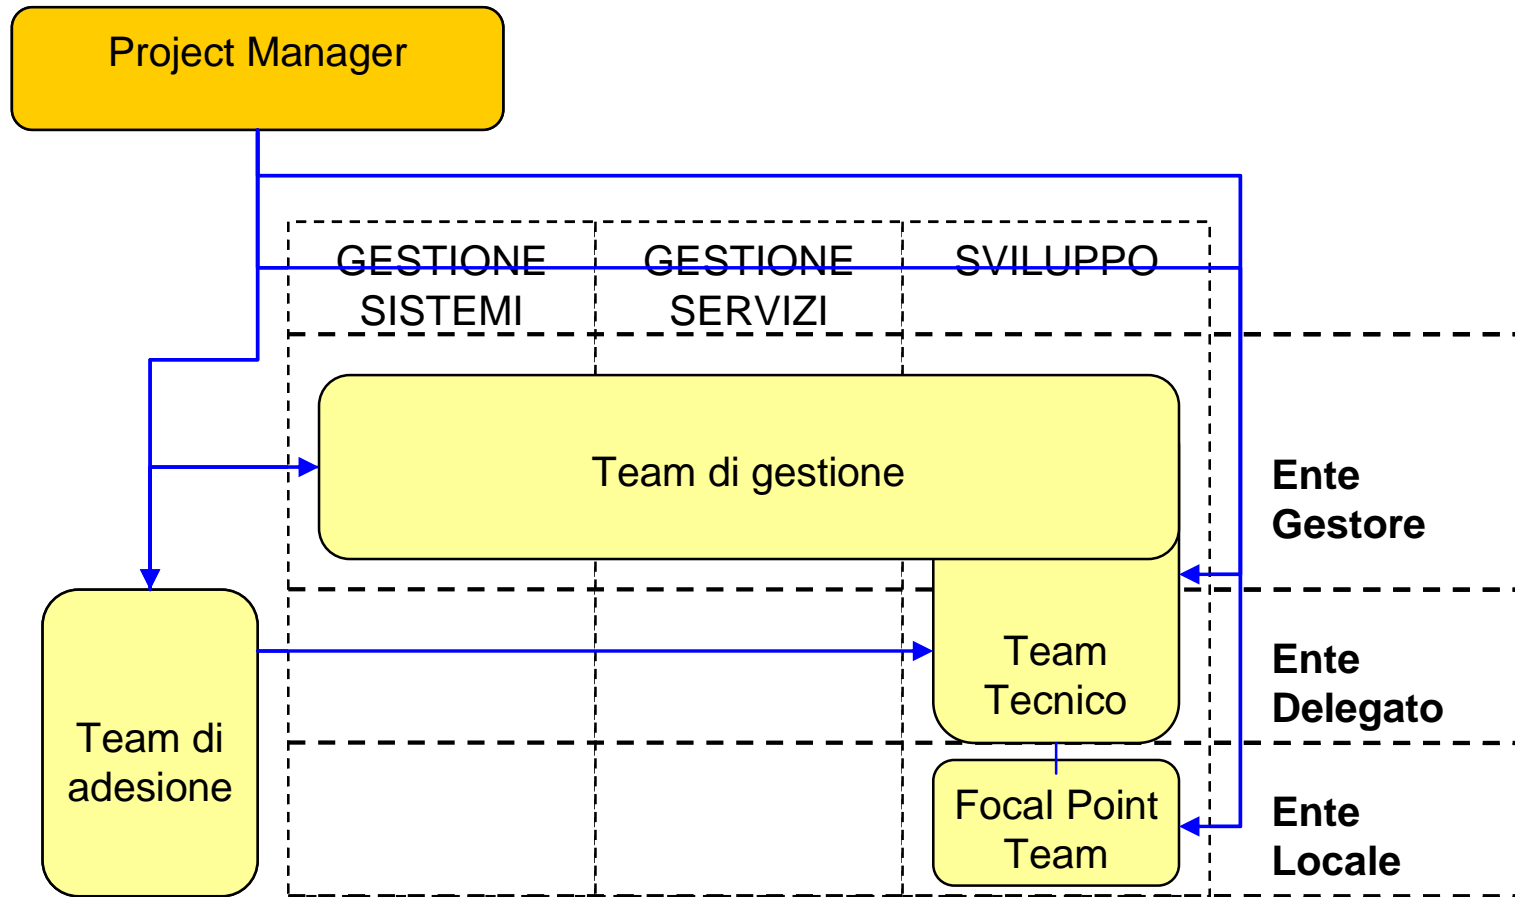 Project Manager
GESTIONE
SISTEMI
GESTIONE
SERVIZI
SVILUPPO
Team di gestione
Ente
Gestore
Team
Tecnico
Ente
Delegato
Team di
adesione
Focal Point
Team
Ente
Locale